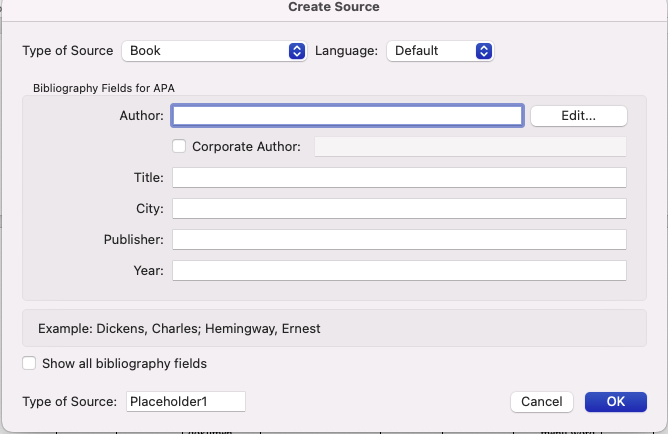 Create Source
Type of Source Book Language: Default
Bibliography Fields for APA
Author: Edit...
Corporate Author:
Title:
City:
Publisher:
Year:
Example: Dickens, Charles; Hemingway, Ernest
Show all bibliography fields
Type of Source: Placeholder1 Cancel OK